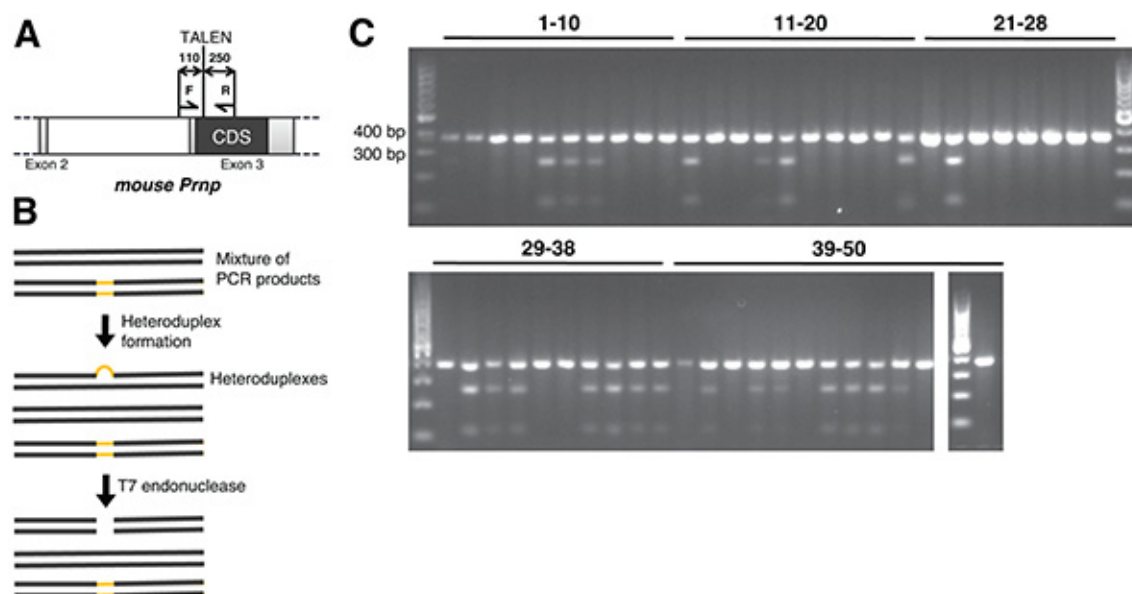 A
TALEN
110 250
F R
CDS
Exon 2 Exon 3
mouse Prnp
B
Mixture of
PCR products
Heteroduplex
formation
Heteroduplexes
T7 endonuclease
C
1-10 11-20 21-28
400 bp
300 bp
29-38 39-50